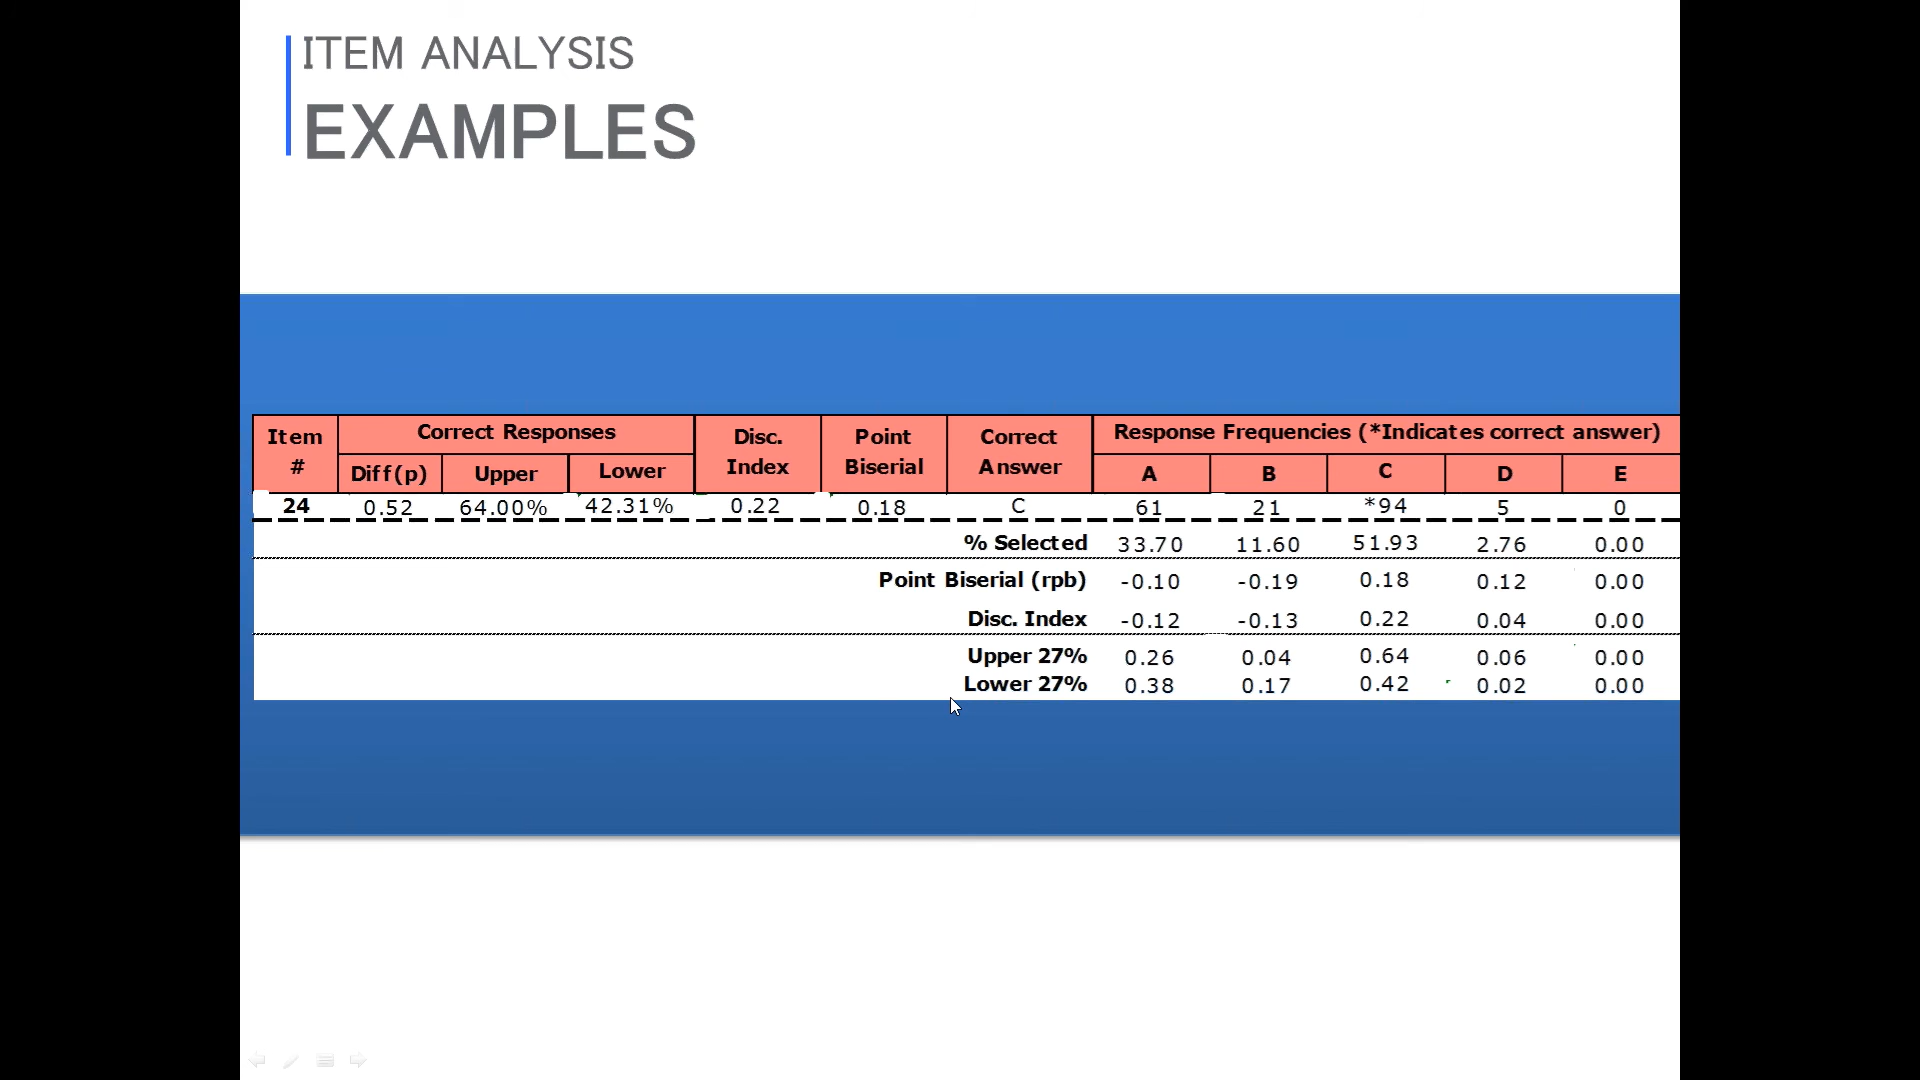 ITEM ANALYSIS
EXAMPLES
Item # Correct Responses Disc. Index Point Biserial Correct Answer Response Frequencies (*Indicates correct answer)
Diff(p) Upper Lower A B C D E
24 0.52 64.00% 42.31% 0.22 0.18 C 61 21 *94 5 0
% Selected 33.70 11.60 51.93 2.76 0.00
Point Biserial (rpb) -0.10 -0.19 0.18 0.12 0.00
Disc. Index -0.12 -0.13 0.22 0.04 0.00
Upper 27% 0.26 0.04 0.64 0.06 0.00
Lower 27% 0.38 0.17 0.42 0.02 0.00